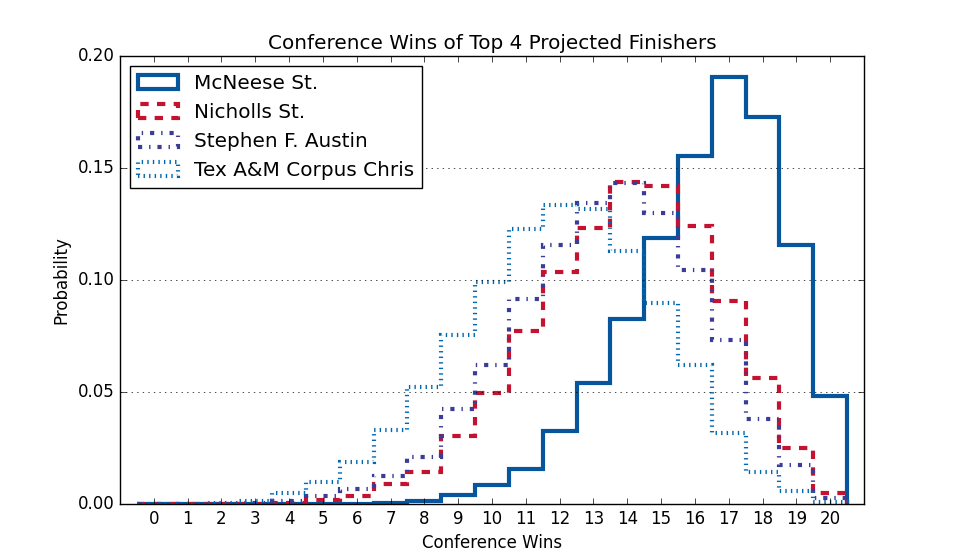 Conference Wins of Top 4 Projected Finishers
0.20
McNeese St.
Nicholls St.
Stephen F. Austin
Tex A&M Corpus Chris
0.15
Probability
0.10
0.05
0.00
0 1 2 3 4 5 6 7 8 9 10 11 12 13 14 15 16 17 18 19 20
Conference Wins